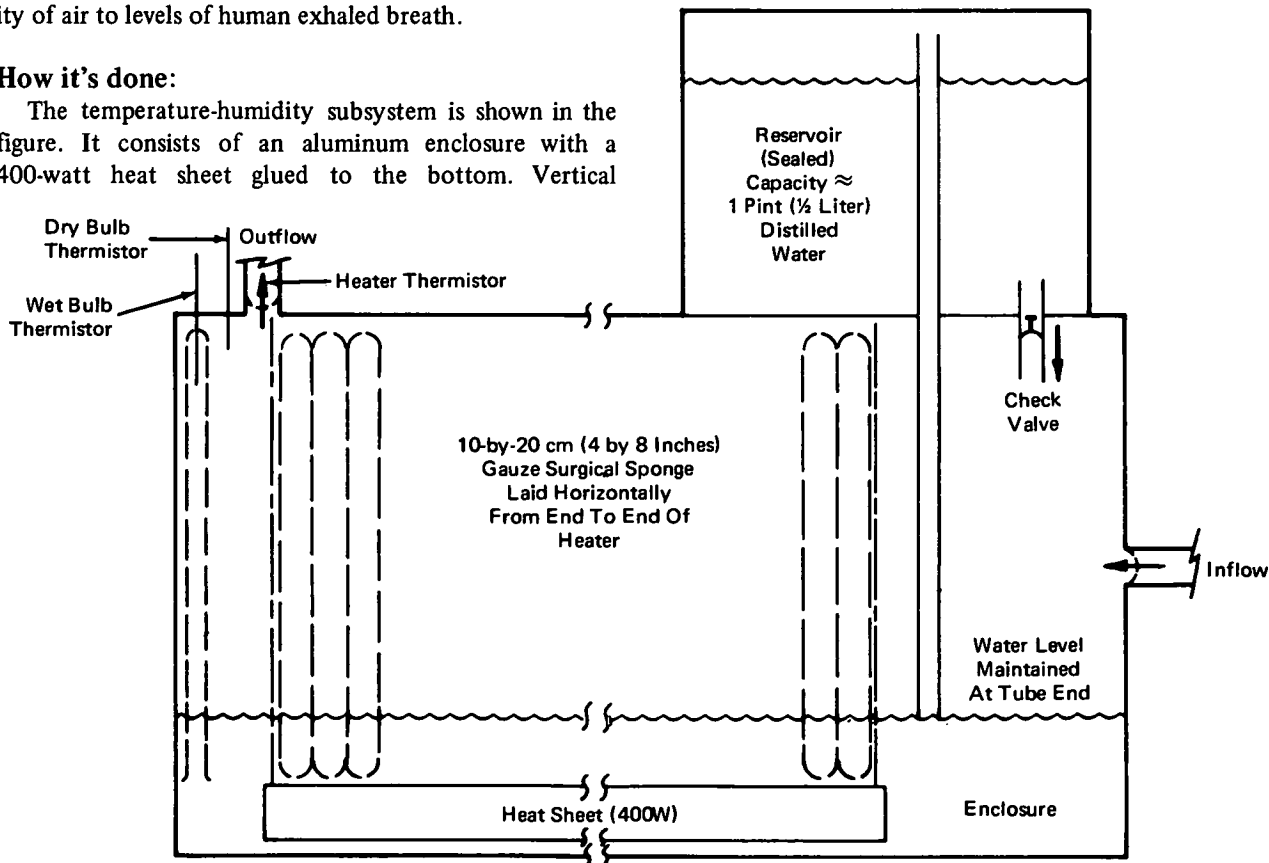 ity of air to levels of human exhaled breath.
How it's done:
The temperature-humidity subsystem is shown in the
figure. It consists of an aluminum enclosure with a
400-watt heat sheet glued to the bottom. Vertical
Dry Bulb
Thermistor
Outflow
Heater Thermistor
Wet Bulb
Thermistor
Reservoir
(Sealed)
Capacity ≈
1 Pint (½ Liter)
Distilled
Water
Check
Valve
10-by-20 cm (4 by 8 Inches)
Gauze Surgical Sponge
Laid Horizontally
From End To End Of
Heater
Inflow
Water Level
Maintained
At Tube End
Heat Sheet (400W)
Enclosure